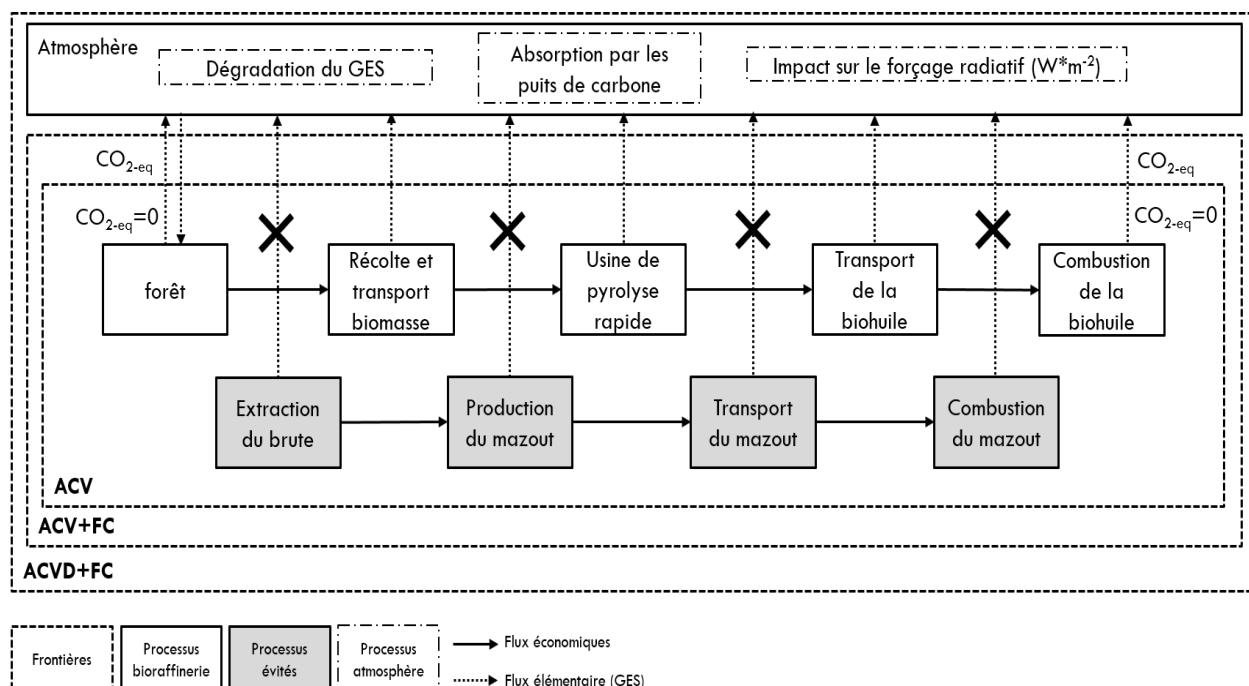 Atmosphère
Dégradation du GES
Absorption par les
puits de carbone
Impact sur le forçage radiatif (W*m-2)
CO2-eq
CO2-eq
CO2-eq=0
CO2-eq=0
forêt
Récolte et
transport
biomasse
Usine de
pyrolyse
rapide
Transport
de la
biohuile
Combustion
de la
biohuile
Extraction
du brute
Production
du mazout
Transport
du mazout
Combustion
du mazout
ACV
ACV+FC
ACVD+FC
Frontières
Processus
bioraffinerie
Processus
évités
Processus
atmosphère
Flux économiques
Flux élémentaire (GES)